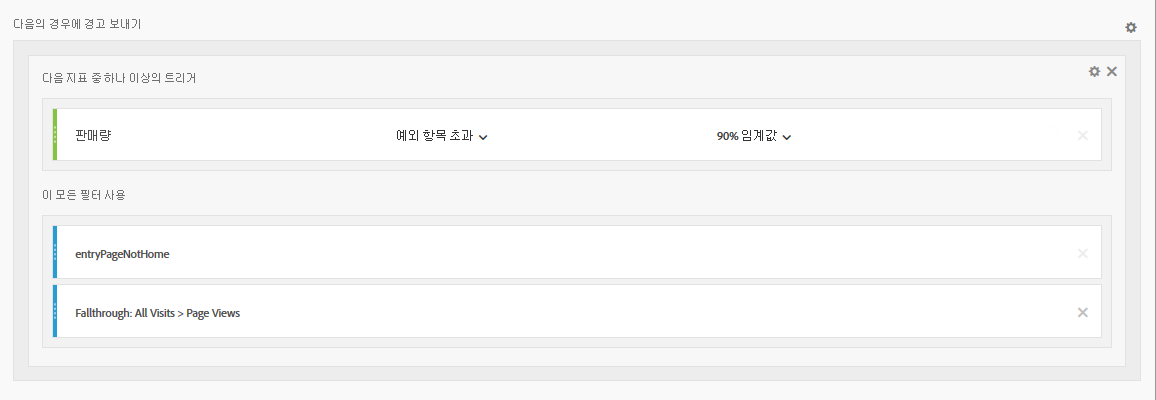 다음의 경우에 경고 보내기
다음 지표 중 하나 이상의 트리거
판매량 예외 항목 초과 90% 임계값
이 모든 필터 사용
entryPageNotHome
Fallthrough: All Visits > Page Views